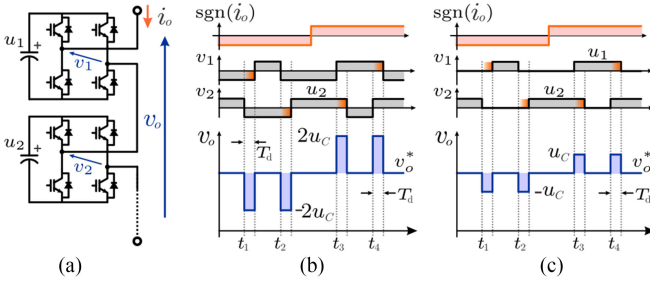 i_o
u_1
+
v_1
v_o
u_2
+
v_2
(a)
sgn(i_o)
v_1
v_2
u_2
v_o
2u_C
T_d
v_o^*
T_d
-2u_C
t_1 t_2 t_3 t_4
(b)
sgn(i_o)
v_1
u_1
v_2
u_2
v_o
u_C
v_o^*
-u_C
T_d
t_1 t_2 t_3 t_4
(c)